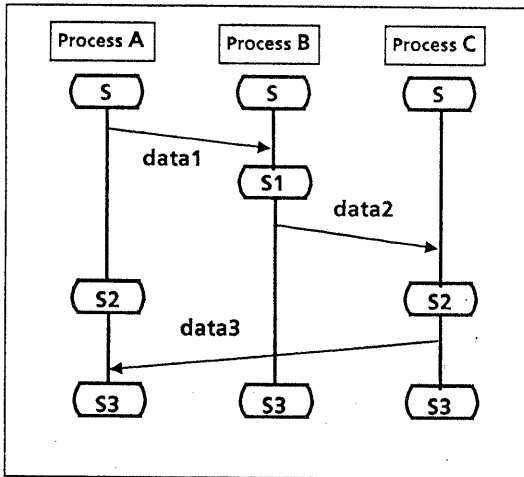 Process A Process B Process C
S S S
data1
S1
data2
S2 S2
data3
S3 S3 S3